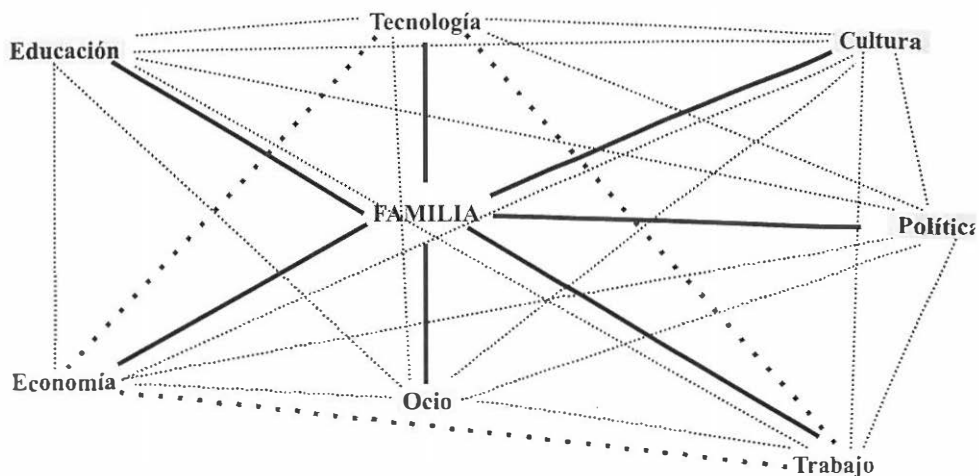 Tecnología
Educación
Cultura
FAMILIA
Política
Economía
Ocio
Trabajo